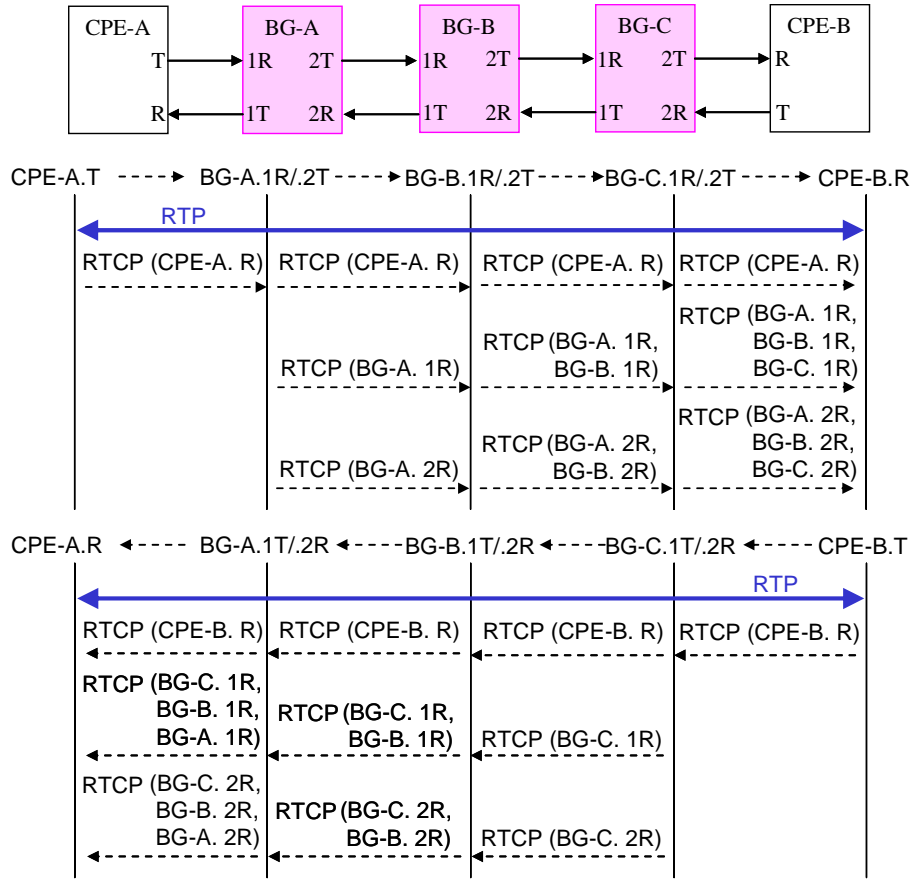 CPE-A BG-A BG-B BG-C CPE-B
T 1R 2T 1R 2T 1R 2T R
R 1T 2R 1T 2R 1T 2R T
CPE-A.T BG-A.1R/.2T BG-B.1R/.2T BG-C.1R/.2T CPE-B.R
RTP
RTCP (CPE-A. R) RTCP (CPE-A. R) RTCP (CPE-A. R) RTCP (CPE-A. R)
RTCP (BG-A. 1R)
RTCP (BG-A. 1R,
BG-B. 1R)
RTCP (BG-A. 1R,
BG-B. 1R,
BG-C. 1R)
RTCP (BG-A. 2R)
RTCP (BG-A. 2R,
BG-B. 2R)
RTCP (BG-A. 2R,
BG-B. 2R,
BG-C. 2R)
CPE-A.R BG-A.1T/.2R BG-B.1T/.2R BG-C.1T/.2R CPE-B.T
RTP
RTCP (CPE-B. R) RTCP (CPE-B. R) RTCP (CPE-B. R) RTCP (CPE-B. R)
RTCP (BG-C. 1R,
BG-B. 1R,
BG-A. 1R)
RTCP (BG-C. 1R,
BG-B. 1R)
RTCP (BG-C. 1R)
RTCP (BG-C. 2R,
BG-B. 2R,
BG-A. 2R)
RTCP (BG-C. 2R,
BG-B. 2R)
RTCP (BG-C. 2R)